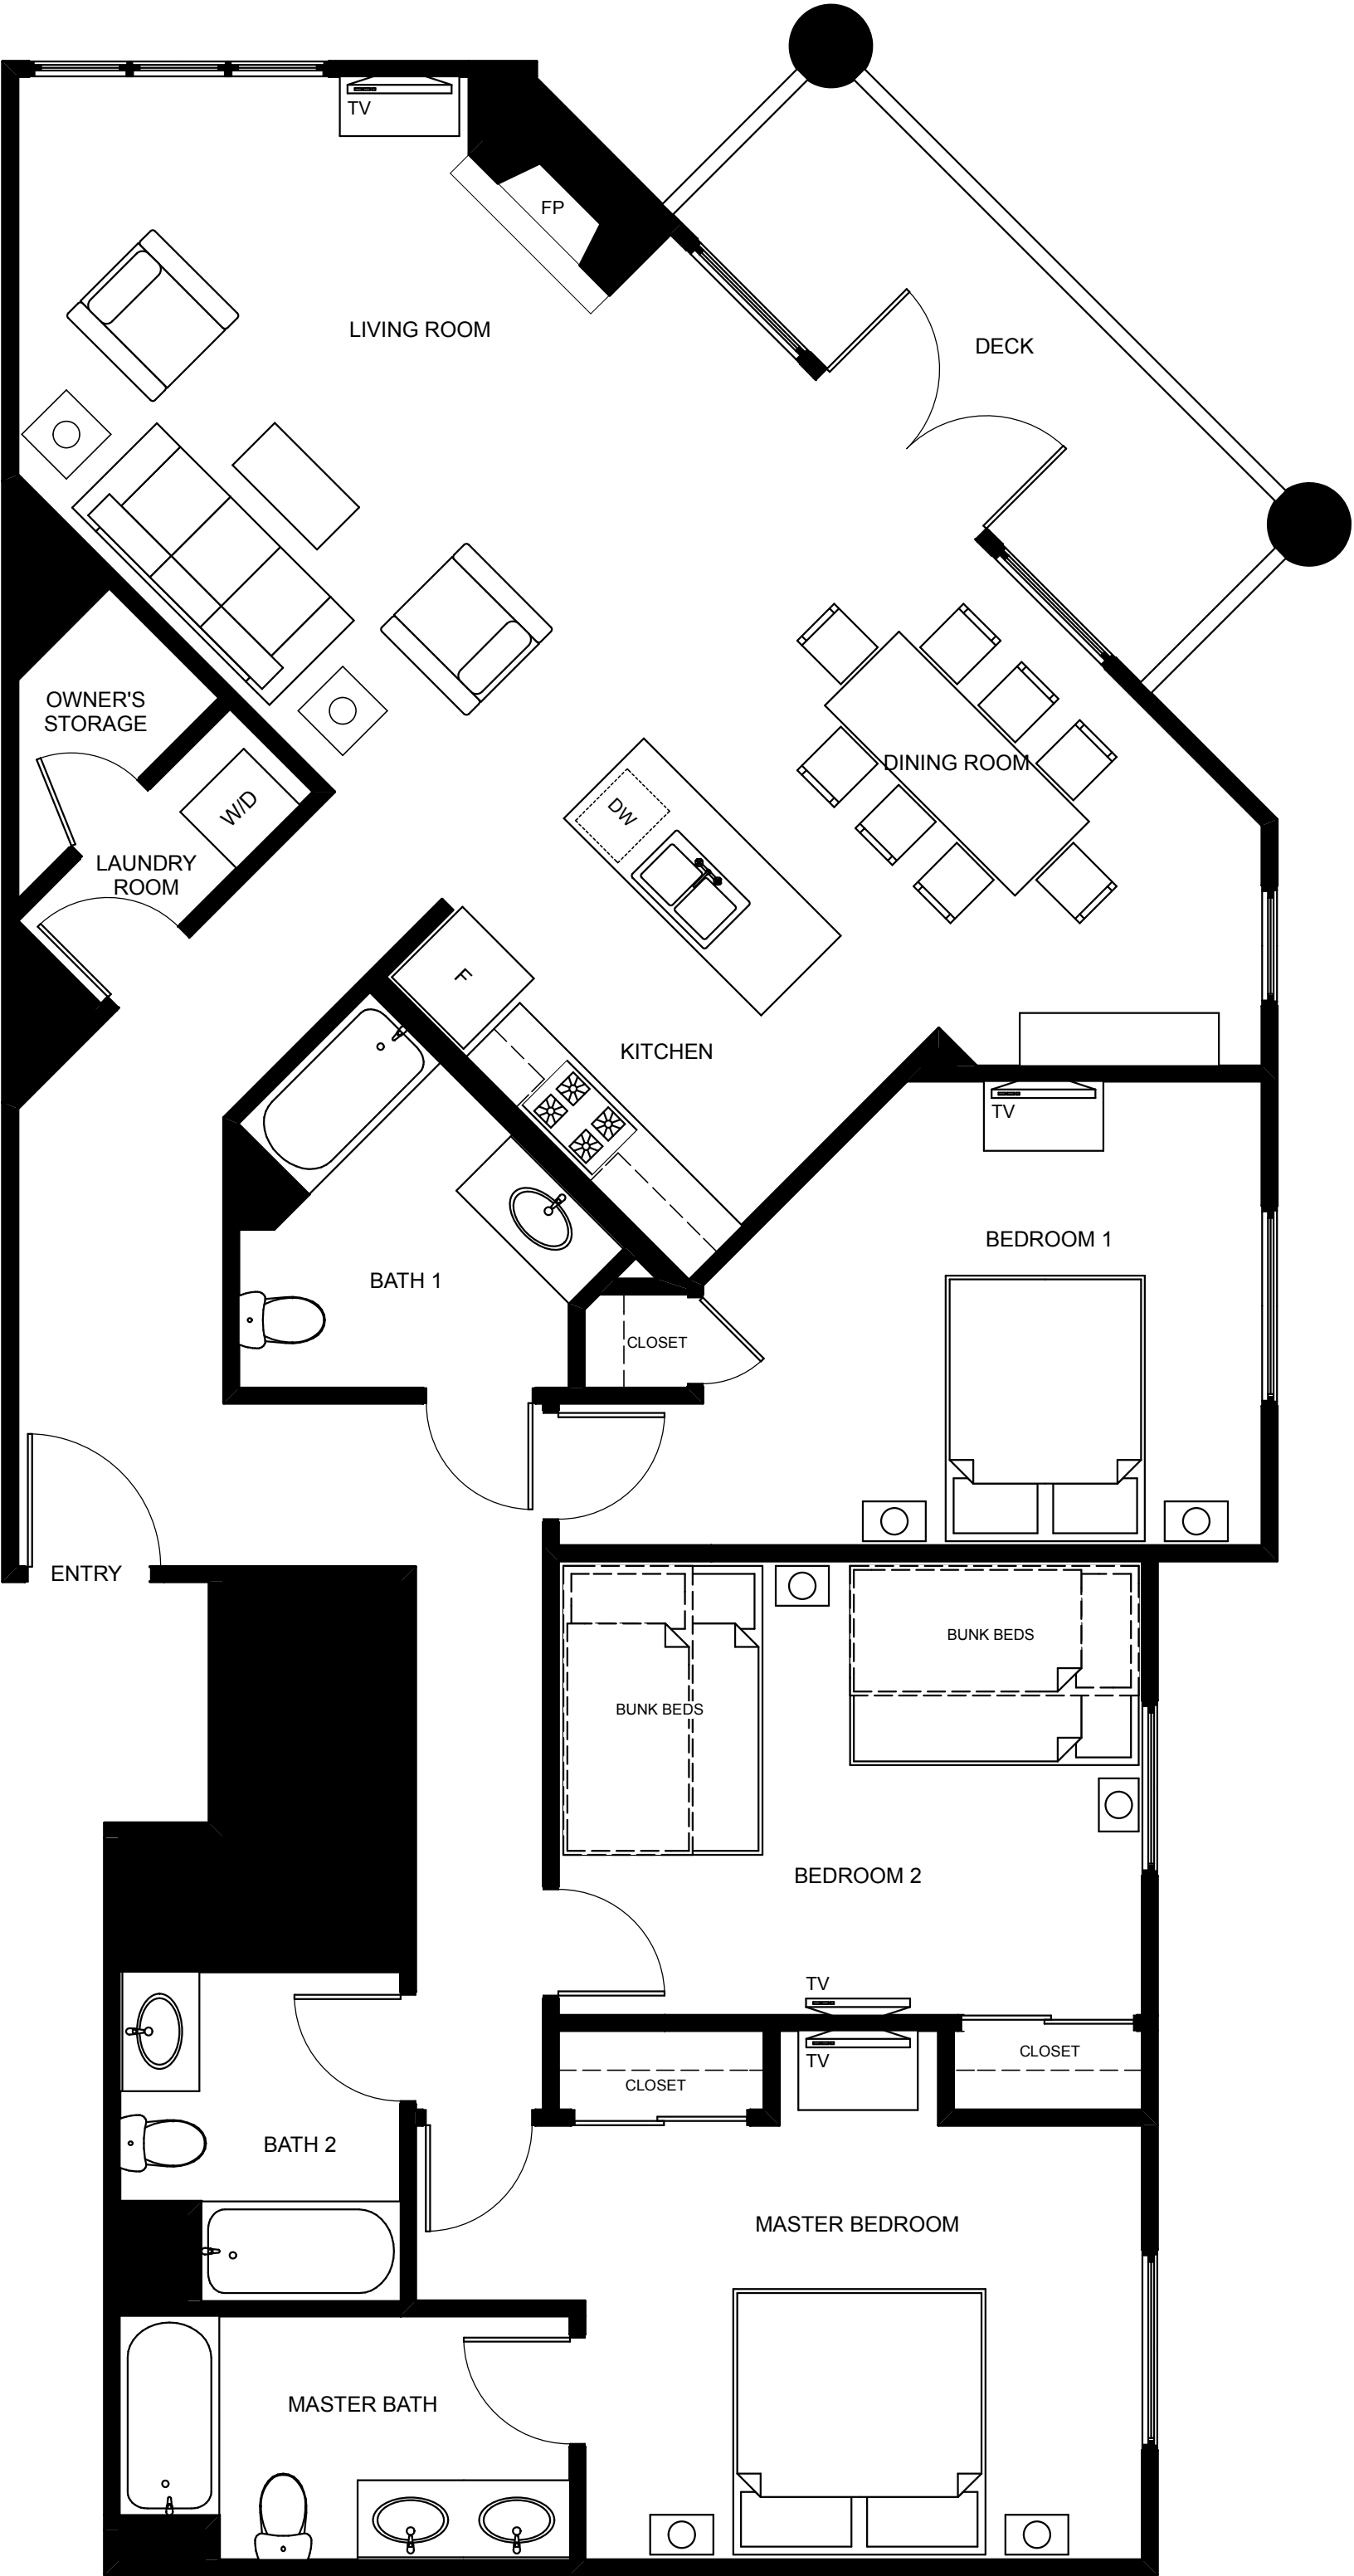 TV
FP
LIVING ROOM
DECK
OWNER'S
STORAGE
W/D
LAUNDRY
ROOM
DW
DINING ROOM
F
KITCHEN
TV
BEDROOM 1
BATH 1
CLOSET
ENTRY
BUNK BEDS
BUNK BEDS
BEDROOM 2
TV
TV
CLOSET
CLOSET
BATH 2
MASTER BEDROOM
MASTER BATH